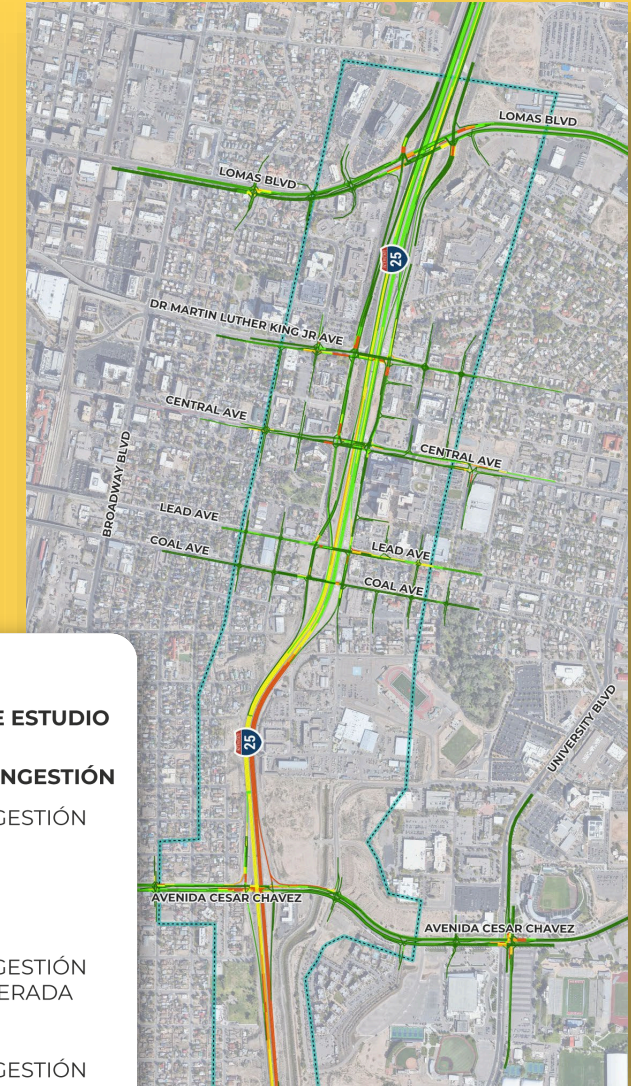 LOMAS BLVD
LOMAS BLVD
25
DR MARTIN LUTHER KING JR AVE
CENTRAL AVE
CENTRAL AVE
BROADWAY BLVD
LEAD AVE
LEAD AVE
COAL AVE
COAL AVE
E ESTUDIO
UNIVERSITY BLVD
25
NGESTIÓN
GESTIÓN
AVENIDA CESAR CHAVEZ
AVENIDA CESAR CHAVEZ
GESTIÓN
ERADA
GESTIÓN